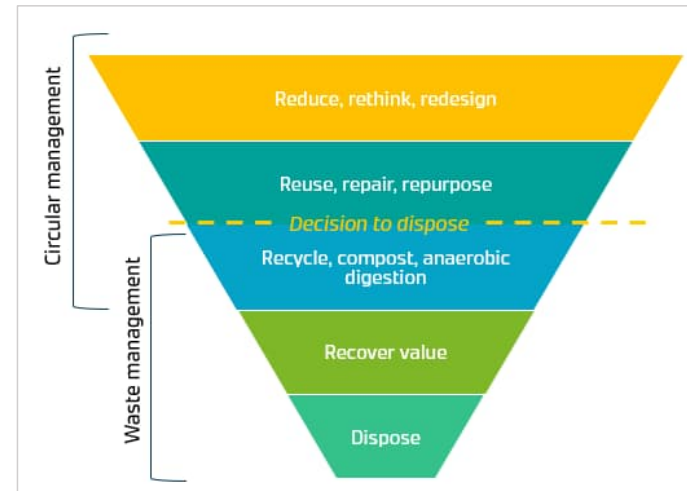 Circular management
Waste management
Reduce, rethink, redesign
Reuse, repair, repurpose
Decision to dispose
Recycle, compost, anaerobic
digestion
Recover value
Dispose